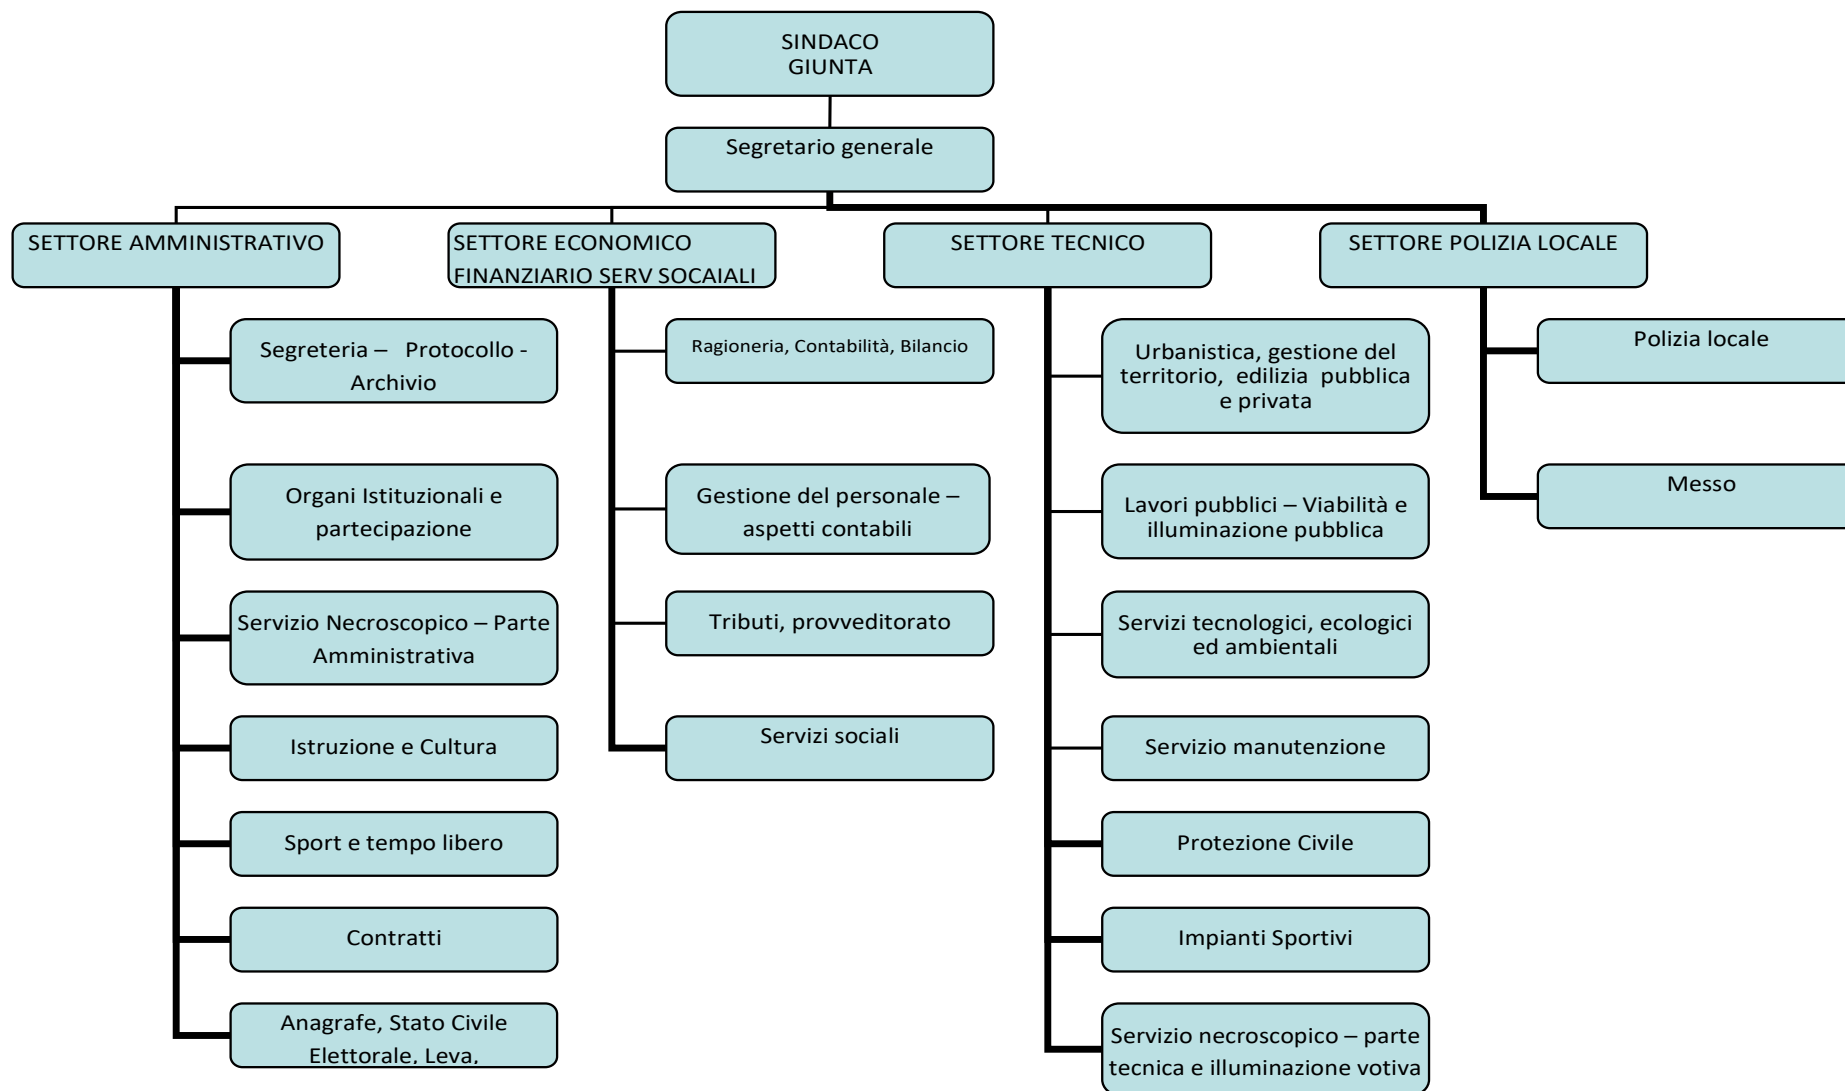 SINDACO
GIUNTA
Segretario generale
SETTORE AMMINISTRATIVO
Segreteria – Protocollo -
Archivio
Organi Istituzionali e
partecipazione
Servizio Necroscopico – Parte
Amministrativa
Istruzione e Cultura
Sport e tempo libero
Contratti
Anagrafe, Stato Civile
Elettorale, Leva,
SETTORE ECONOMICO
FINANZIARIO SERV SOCAIALI
Ragioneria, Contabilità, Bilancio
Gestione del personale –
aspetti contabili
Tributi, provveditorato
Servizi sociali
SETTORE TECNICO
Urbanistica, gestione del
territorio, edilizia pubblica
e privata
Lavori pubblici – Viabilità e
illuminazione pubblica
Servizi tecnologici, ecologici
ed ambientali
Servizio manutenzione
Protezione Civile
Impianti Sportivi
Servizio necroscopico – parte
tecnica e illuminazione votiva
SETTORE POLIZIA LOCALE
Polizia locale
Messo